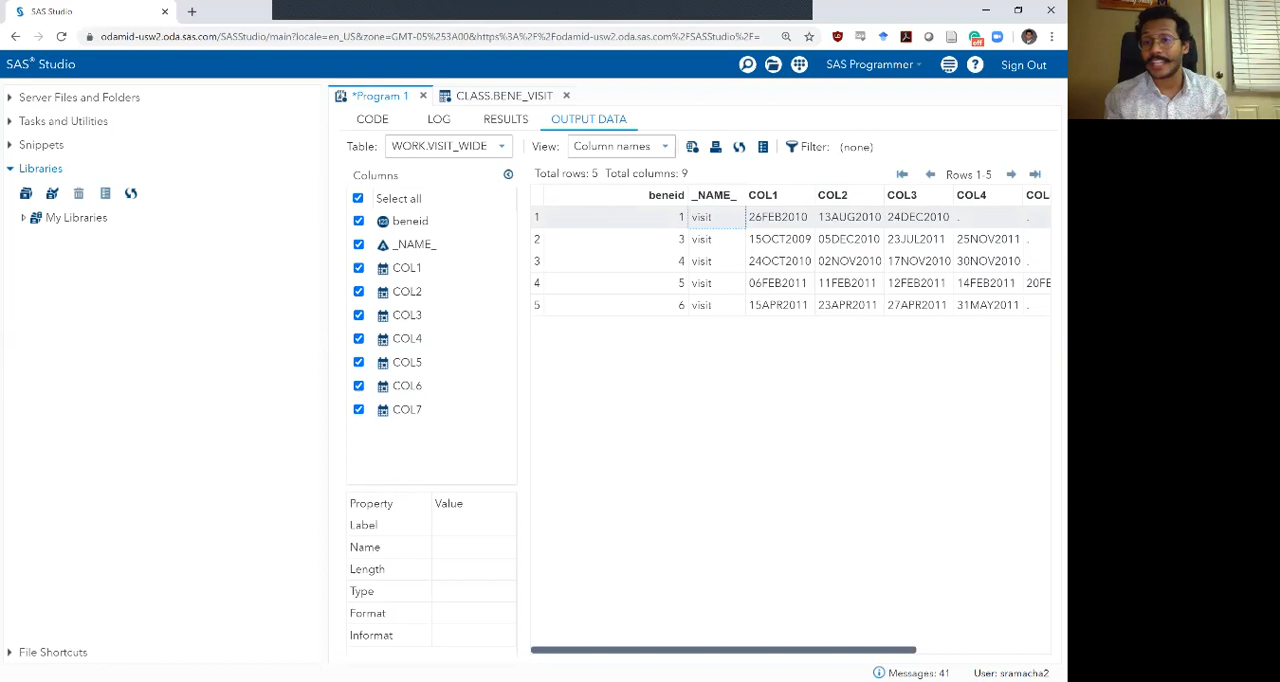 SAS Studio
odamid-usw2.oda.sas.com/SASStudio/main?locale=en_US&zone=GMT-05%253A00&https%3A%2F%2Fodamid-usw2.oda.sas.com%2FSASStudio%2F=
SAS® Studio
SAS Programmer
Sign Out
Server Files and Folders
Tasks and Utilities
Snippets
Libraries
My Libraries
File Shortcuts
*Program 1
CLASS.BENE_VISIT
CODE LOG RESULTS OUTPUT DATA
Table: WORK.VISIT_WIDE View: Column names Filter: (none)
Columns
Select all
beneid
_NAME_
COL1
COL2
COL3
COL4
COL5
COL6
COL7
Property Value
Label
Name
Length
Type
Format
Informat
Total rows: 5 Total columns: 9 Rows 1-5
beneid _NAME_ COL1 COL2 COL3 COL4 COL
1 1 visit 26FEB2010 13AUG2010 24DEC2010 . .
2 3 visit 15OCT2009 05DEC2010 23JUL2011 25NOV2011 .
3 4 visit 24OCT2010 02NOV2010 17NOV2010 30NOV2010 .
4 5 visit 06FEB2011 11FEB2011 12FEB2011 14FEB2011 20FE
5 6 visit 15APR2011 23APR2011 27APR2011 31MAY2011 .
Messages: 41 User: sramacha2